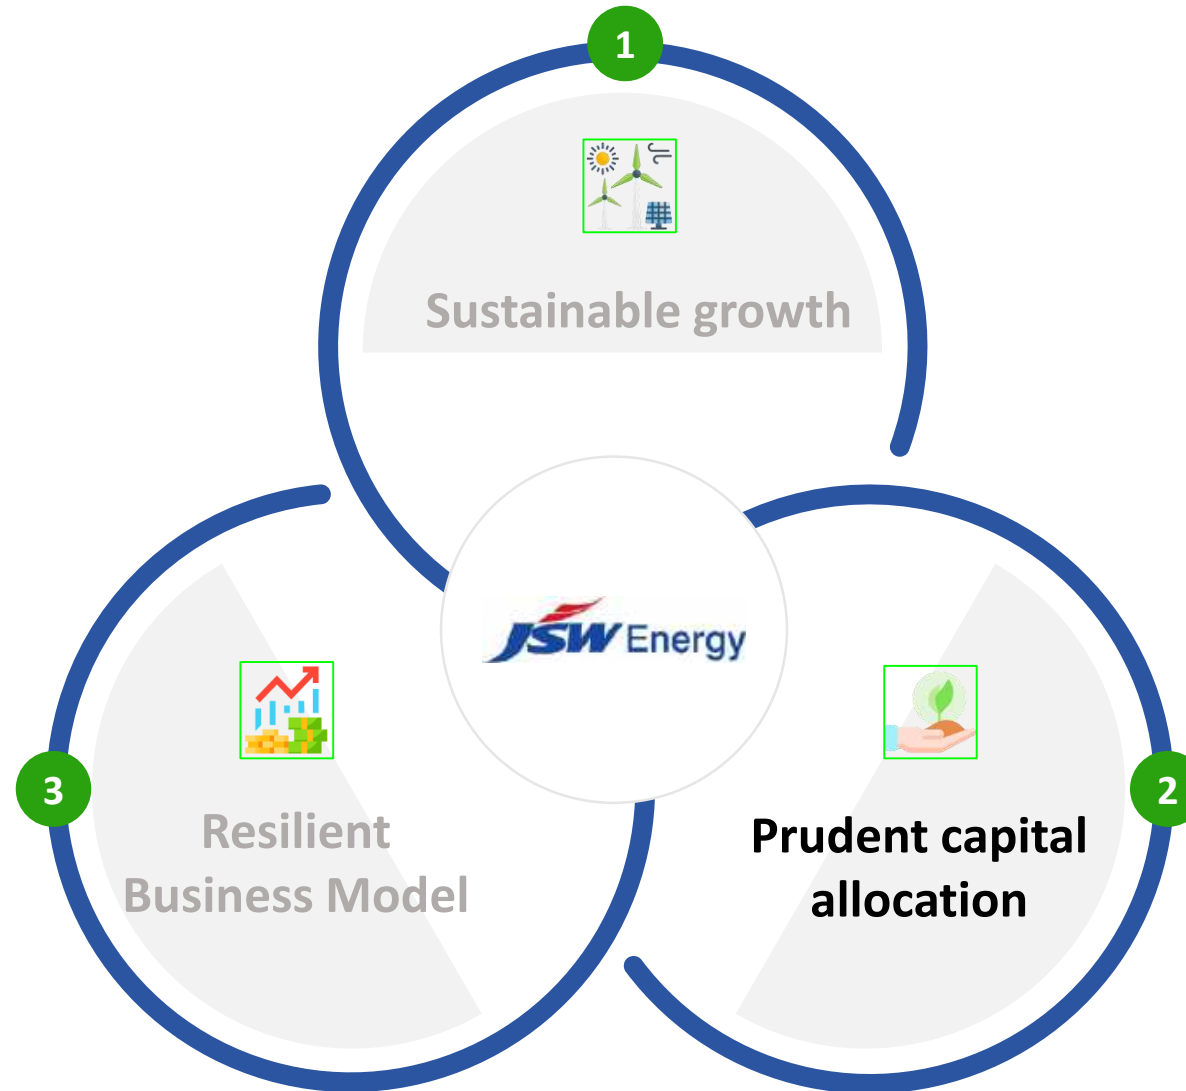 1
Sustainable growth
JSW Energy
3
Resilient
Business Model
2
Prudent capital
allocation